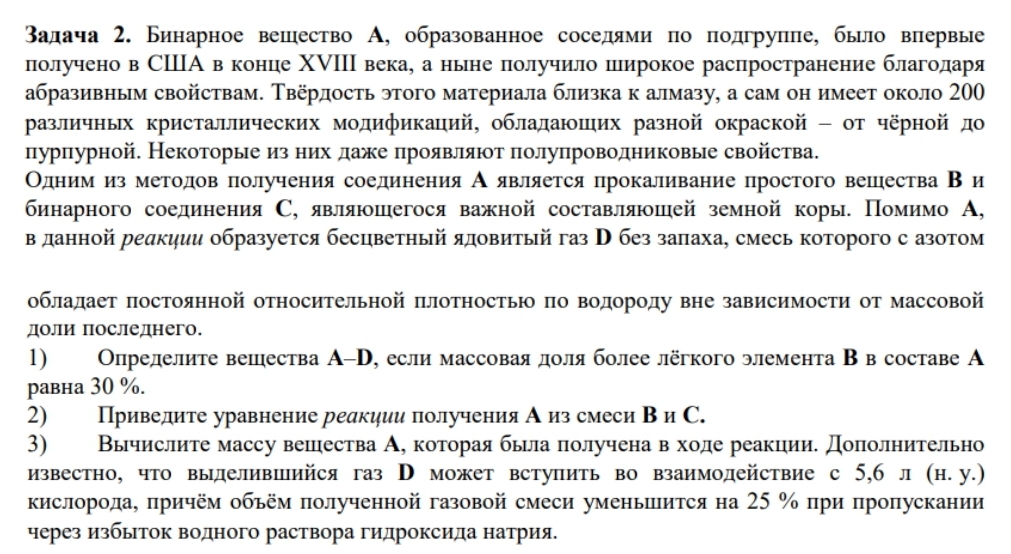 Задача 2. Бинарное вещество A, образованное соседями по подгруппе, было впервые
получено в США в конце XVIII века, а ныне получило широкое распространение благодаря
абразивным свойствам. Твёрдость этого материала близка к алмазу, а сам он имеет около 200
различных кристаллических модификаций, обладающих разной окраской – от чёрной до
пурпурной. Некоторые из них даже проявляют полупроводниковые свойства.
Одним из методов получения соединения A является прокаливание простого вещества B и
бинарного соединения C, являющегося важной составляющей земной коры. Помимо A,
в данной реакции образуется бесцветный ядовитый газ D без запаха, смесь которого с азотом
обладает постоянной относительной плотностью по водороду вне зависимости от массовой
доли последнего.
1) Определите вещества A–D, если массовая доля более лёгкого элемента B в составе A
равна 30 %.
2) Приведите уравнение реакции получения A из смеси B и C.
3) Вычислите массу вещества A, которая была получена в ходе реакции. Дополнительно
известно, что выделившийся газ D может вступить во взаимодействие с 5,6 л (н. у.)
кислорода, причём объём полученной газовой смеси уменьшится на 25 % при пропускании
через избыток водного раствора гидроксида натрия.